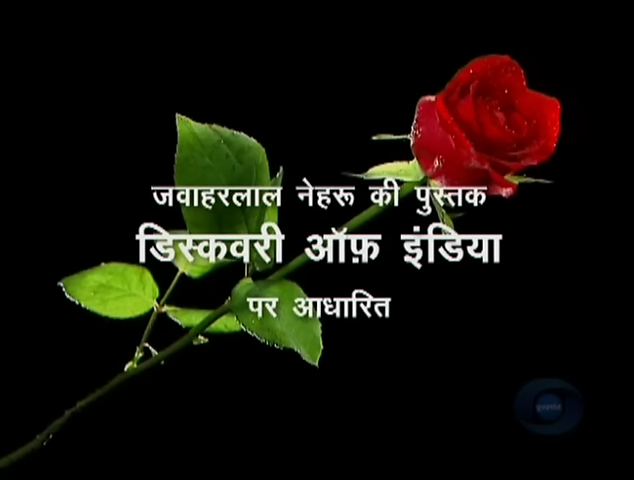 जवाहरलाल नेहरू की पुस्तक
डिस्कवरी ऑफ़ इंडिया
पर आधारित